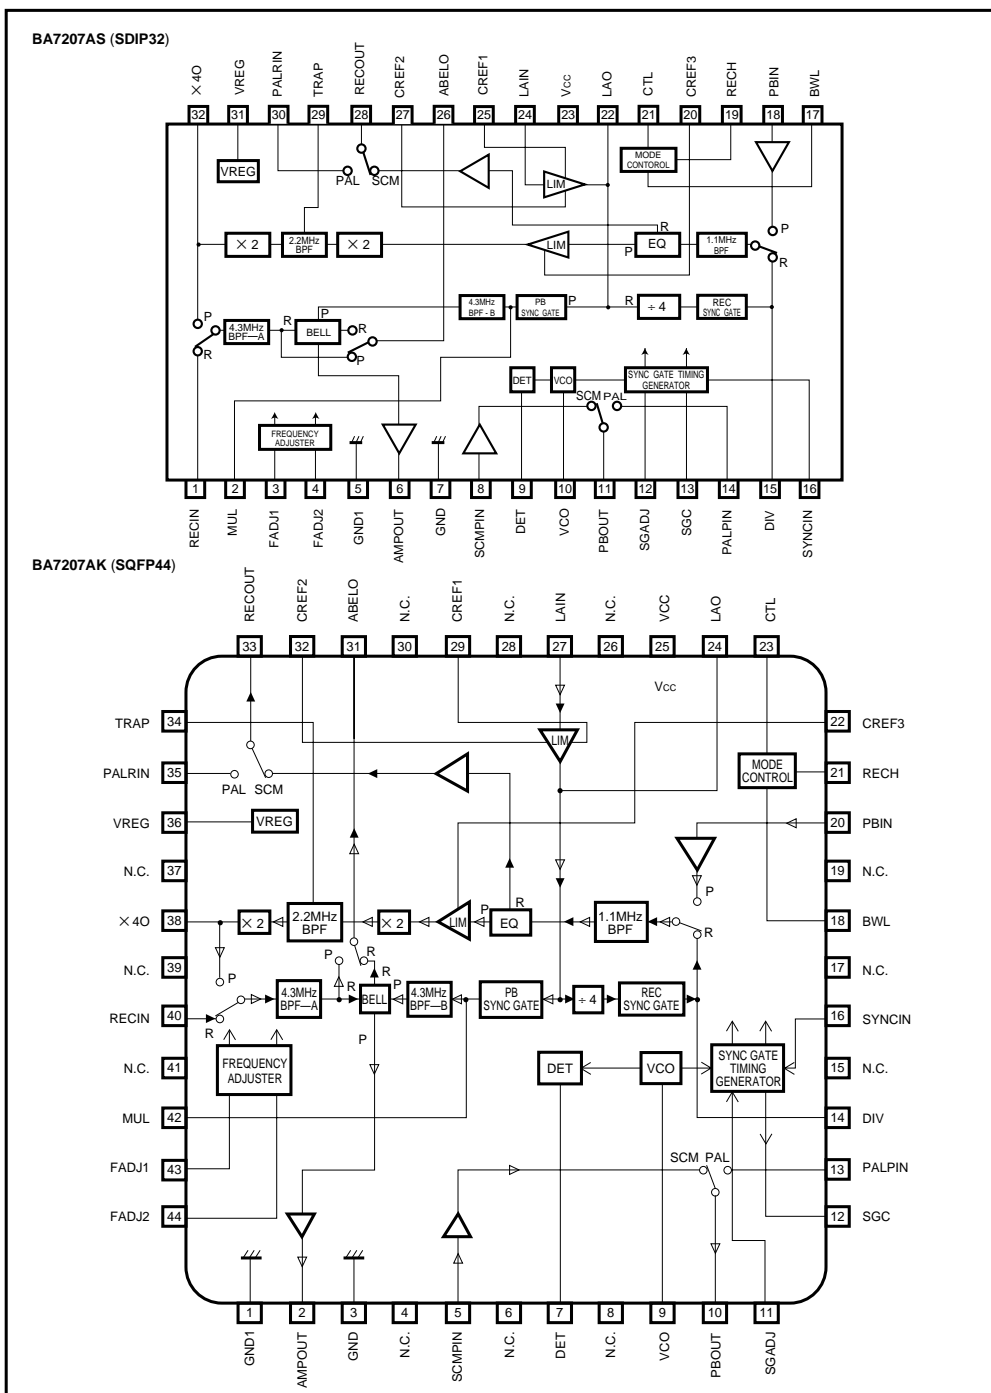 BA7207AS (SDIP32)
×4O VREG PALRIN TRAP RECOUT CREF2 ABELO CREF1 LAIN Vcc LAO CTL CREF3 RECH PBIN BWL
32 31 30 29 28 27 26 25 24 23 22 21 20 19 18 17
VREG
PAL SCM
LIM
MODE
CONTOROL
P
R
×2
2.2MHz
BPF
×2
LIM
R
P
EQ
1.1MHz
BPF
P
R
4.3MHz
BPF—A
R
P
BELL
R
P
4.3MHz
BPF - B
PB
SYNC GATE
P
R
÷4
REC
SYNC GATE
DET
VCO
SYNC GATE TIMING
GENERATOR
SCM PAL
FREQUENCY
ADJUSTER
1 2 3 4 5 6 7 8 9 10 11 12 13 14 15 16
RECIN MUL FADJ1 FADJ2 GND1 AMPOUT GND SCMPIN DET VCO PBOUT SGADJ SGC PALPIN DIV SYNCIN
BA7207AK (SQFP44)
RECOUT CREF2 ABELO N.C. CREF1 N.C. LAIN N.C. VCC LAO CTL
33 32 31 30 29 28 27 26 25 24 23
Vcc
TRAP 34
22 CREF3
LIM
PALRIN 35
PAL SCM
MODE
CONTROL
21 RECH
VREG 36
VREG
20 PBIN
N.C. 37
19 N.C.
P
×4O 38
×2
2.2MHz
BPF
×2
LIM
P
R
EQ
1.1MHz
BPF
R
18 BWL
N.C. 39
P
P
R
R
17 N.C.
4.3MHz
BPF—A
R
BELL
P
4.3MHz
BPF—B
PB
SYNC GATE
÷4
REC
SYNC GATE
RECIN 40
R
P
16 SYNCIN
N.C. 41
FREQUENCY
ADJUSTER
DET
VCO
SYNC GATE
TIMING
GENERATOR
15 N.C.
MUL 42
14 DIV
FADJ1 43
SCM PAL
13 PALPIN
FADJ2 44
12 SGC
1 2 3 4 5 6 7 8 9 10 11
GND1 AMPOUT GND N.C. SCMPIN N.C. DET N.C. VCO PBOUT SGADJ